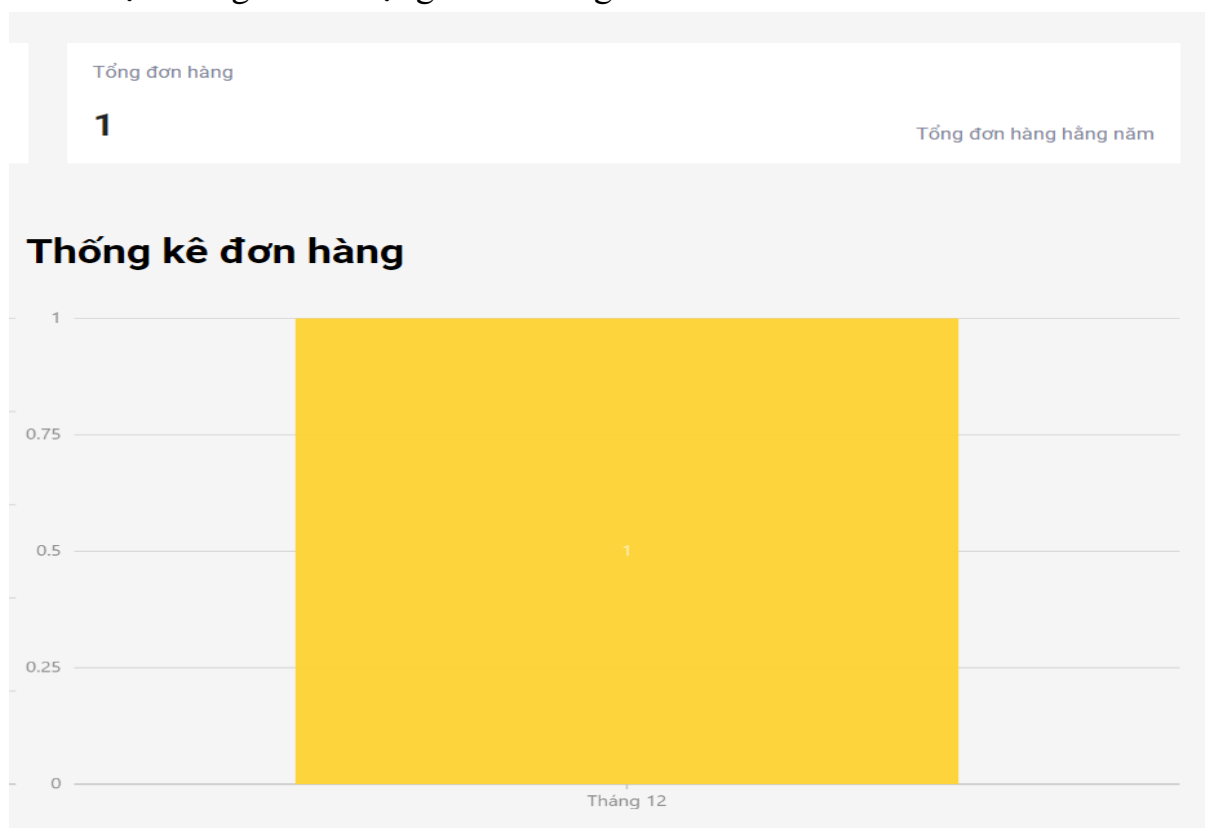 Tổng đơn hàng
1
Tổng đơn hàng hằng năm
Thống kê đơn hàng
1
0.75
0.5
1
0.25
0
Tháng 12